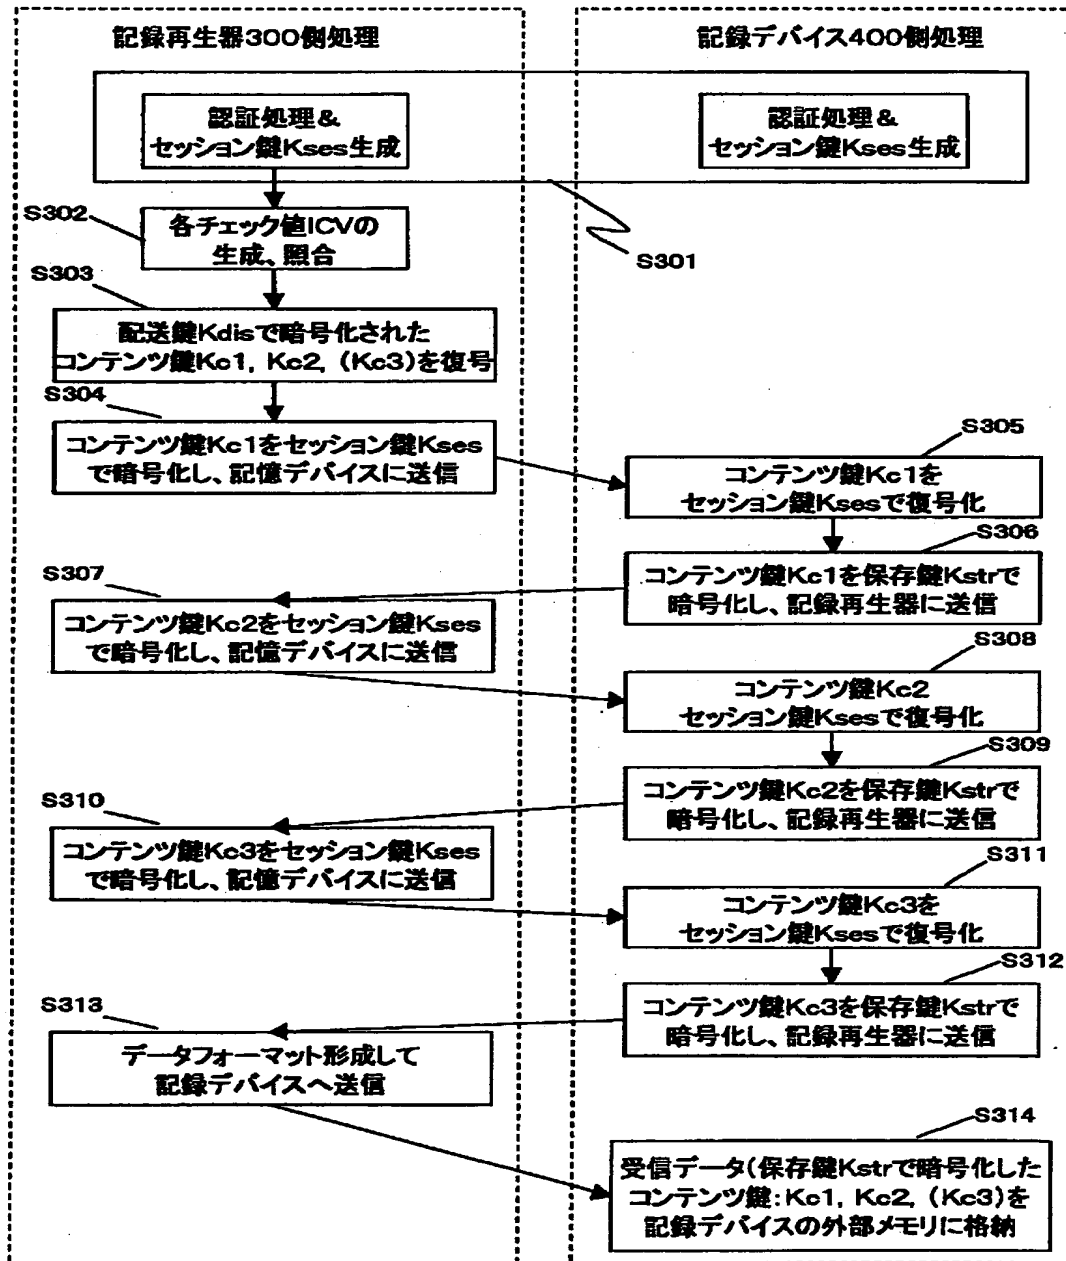 記録再生器300側処理
記録デバイス400側処理
認証処理&
セッション鍵Kses生成
認証処理&
セッション鍵Kses生成
S301
S302
各チェック値ICVの
生成、照合
S303
配送鍵Kdisで暗号化された
コンテンツ鍵Kc1, Kc2, (Kc3)を復号
S304
コンテンツ鍵Kc1をセッション鍵Kses
で暗号化し、記憶デバイスに送信
S305
コンテンツ鍵Kc1を
セッション鍵Ksesで復号化
S306
コンテンツ鍵Kc1を保存鍵Kstrで
暗号化し、記録再生器に送信
S307
コンテンツ鍵Kc2をセッション鍵Kses
で暗号化し、記憶デバイスに送信
S308
コンテンツ鍵Kc2
セッション鍵Ksesで復号化
S309
コンテンツ鍵Kc2を保存鍵Kstrで
暗号化し、記録再生器に送信
S310
コンテンツ鍵Kc3をセッション鍵Kses
で暗号化し、記憶デバイスに送信
S311
コンテンツ鍵Kc3を
セッション鍵Ksesで復号化
S312
コンテンツ鍵Kc3を保存鍵Kstrで
暗号化し、記録再生器に送信
S313
データフォーマット形成して
記録デバイスへ送信
S314
受信データ(保存鍵Kstrで暗号化した
コンテンツ鍵:Kc1, Kc2, (Kc3)を
記録デバイスの外部メモリに格納